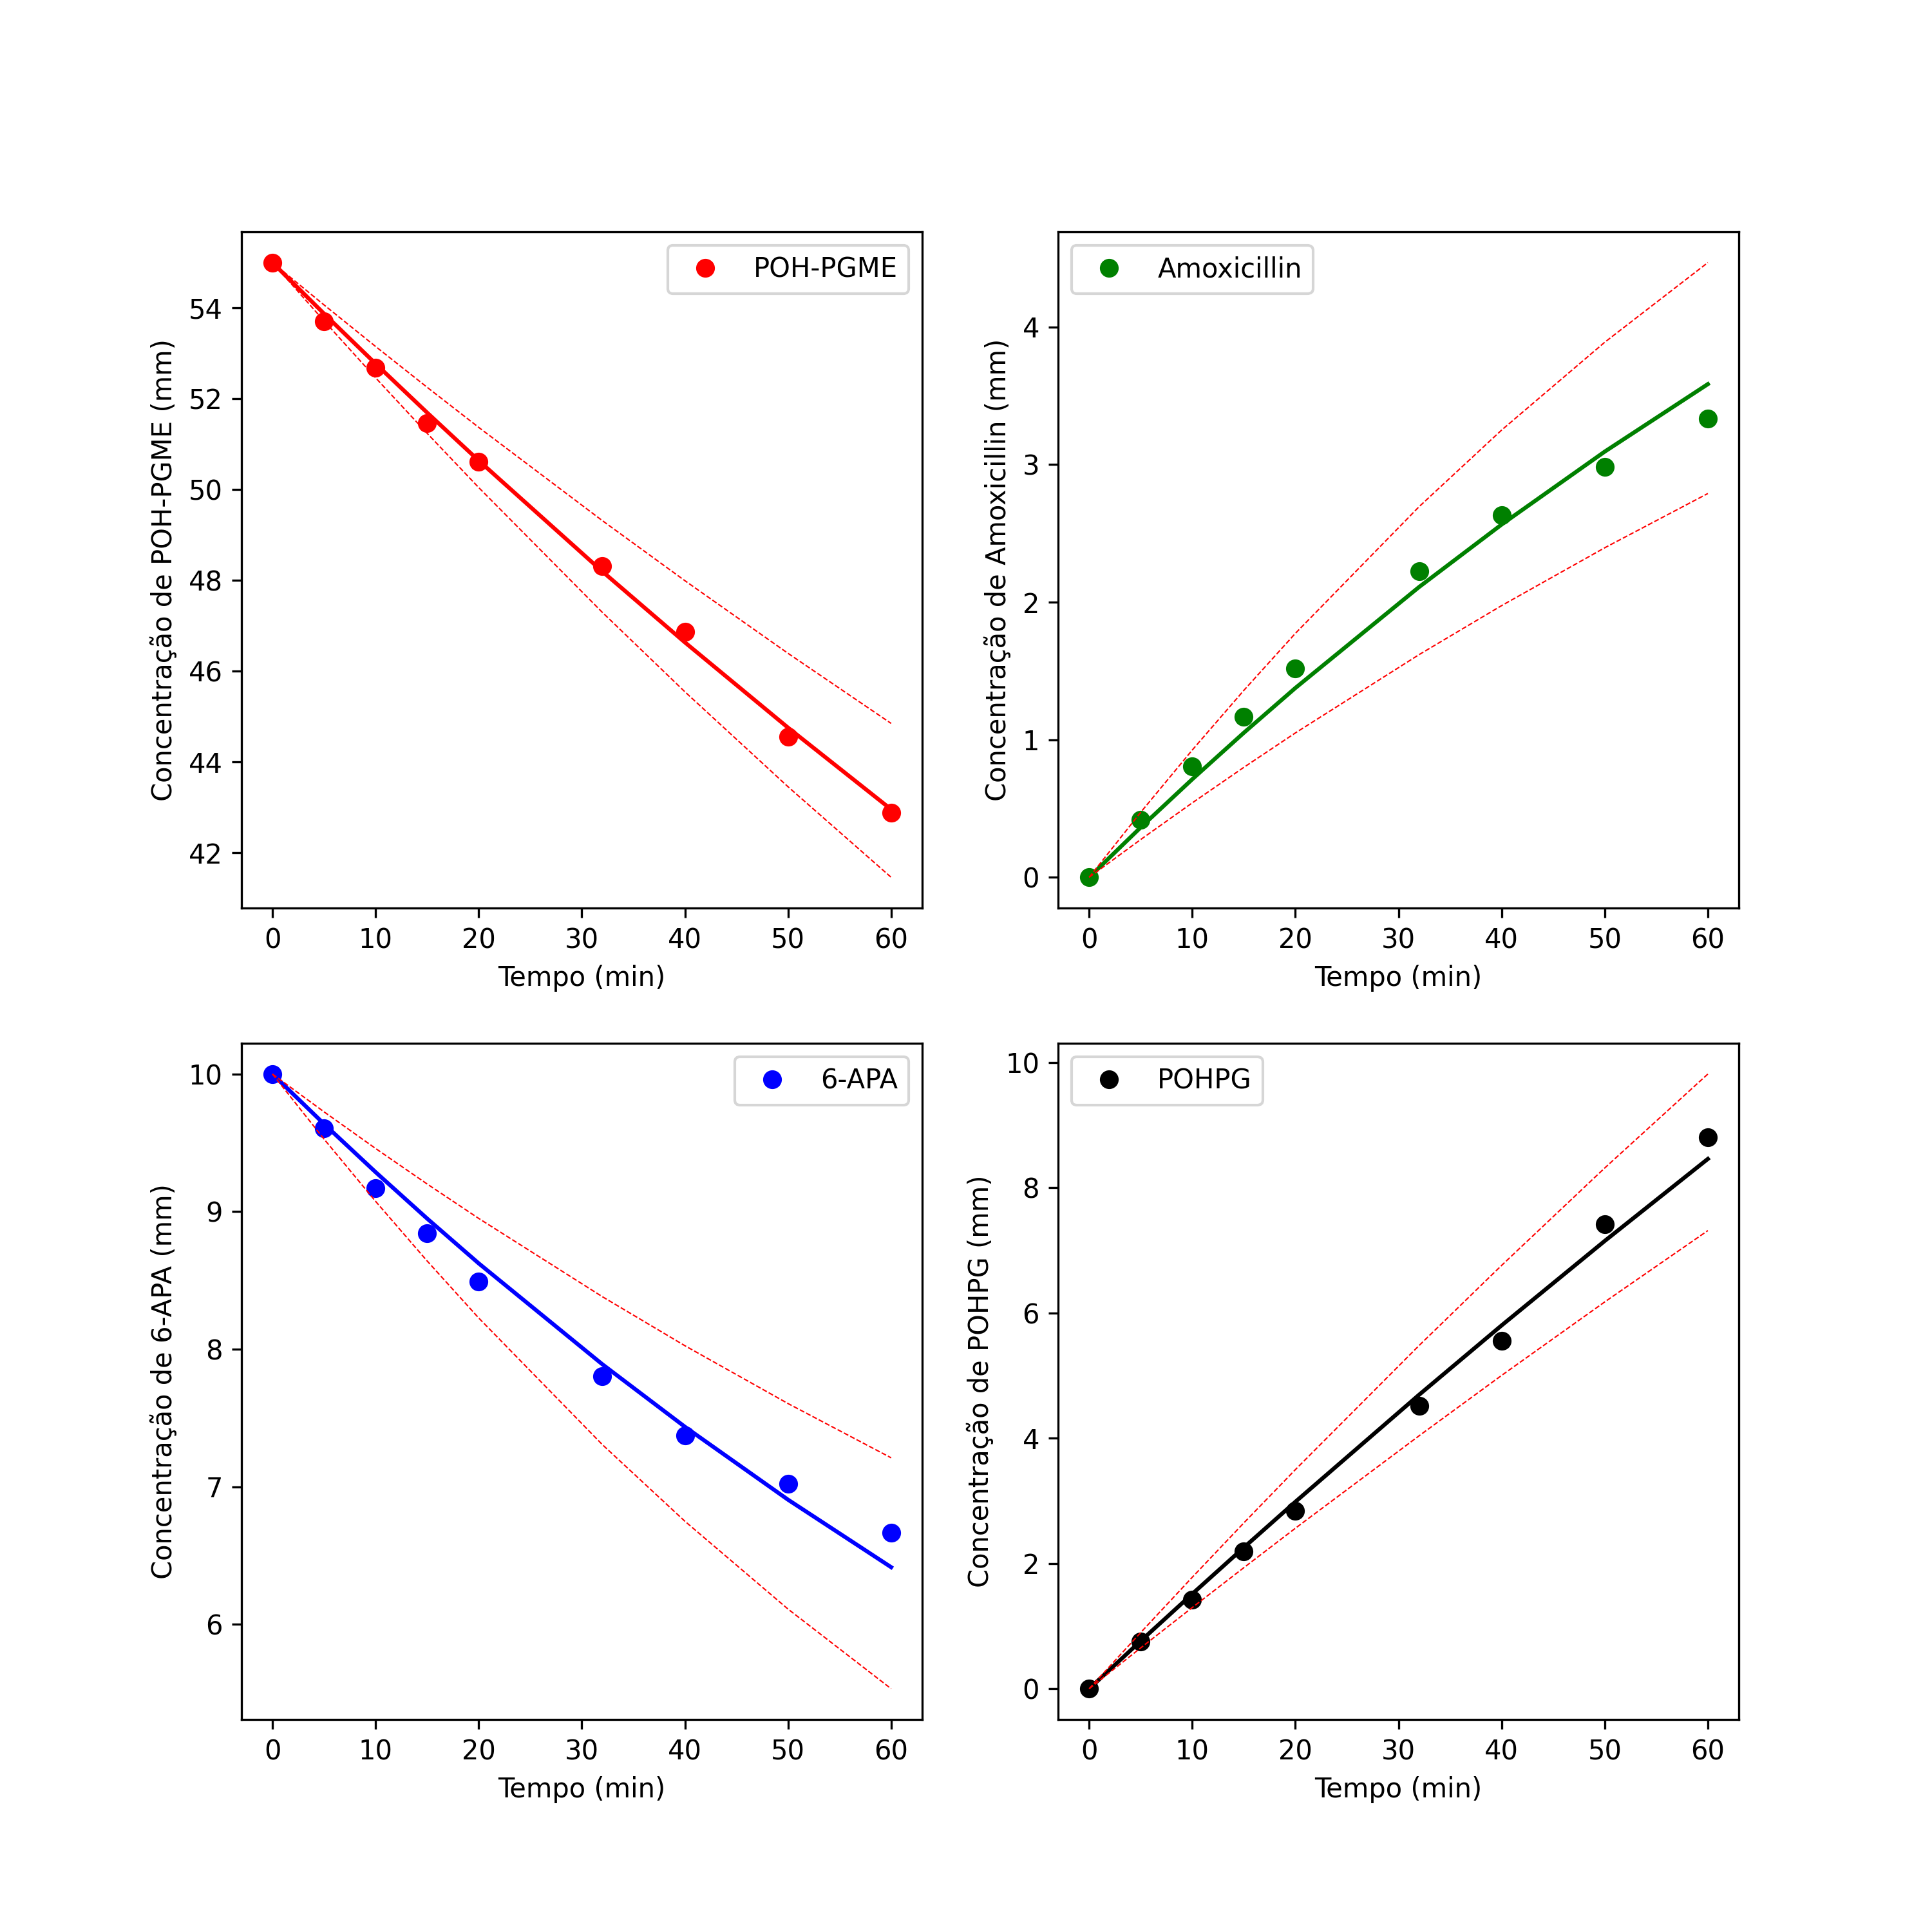 POH-PGME
Concentração de POH-PGME (mm)
54
52
50
48
46
44
42
0 10 20 30 40 50 60
Tempo (min)
Amoxicillin
Concentração de Amoxicillin (mm)
4
3
2
1
0
0 10 20 30 40 50 60
Tempo (min)
6-APA
Concentração de 6-APA (mm)
10
9
8
7
6
0 10 20 30 40 50 60
Tempo (min)
POHPG
Concentração de POHPG (mm)
10
8
6
4
2
0
0 10 20 30 40 50 60
Tempo (min)